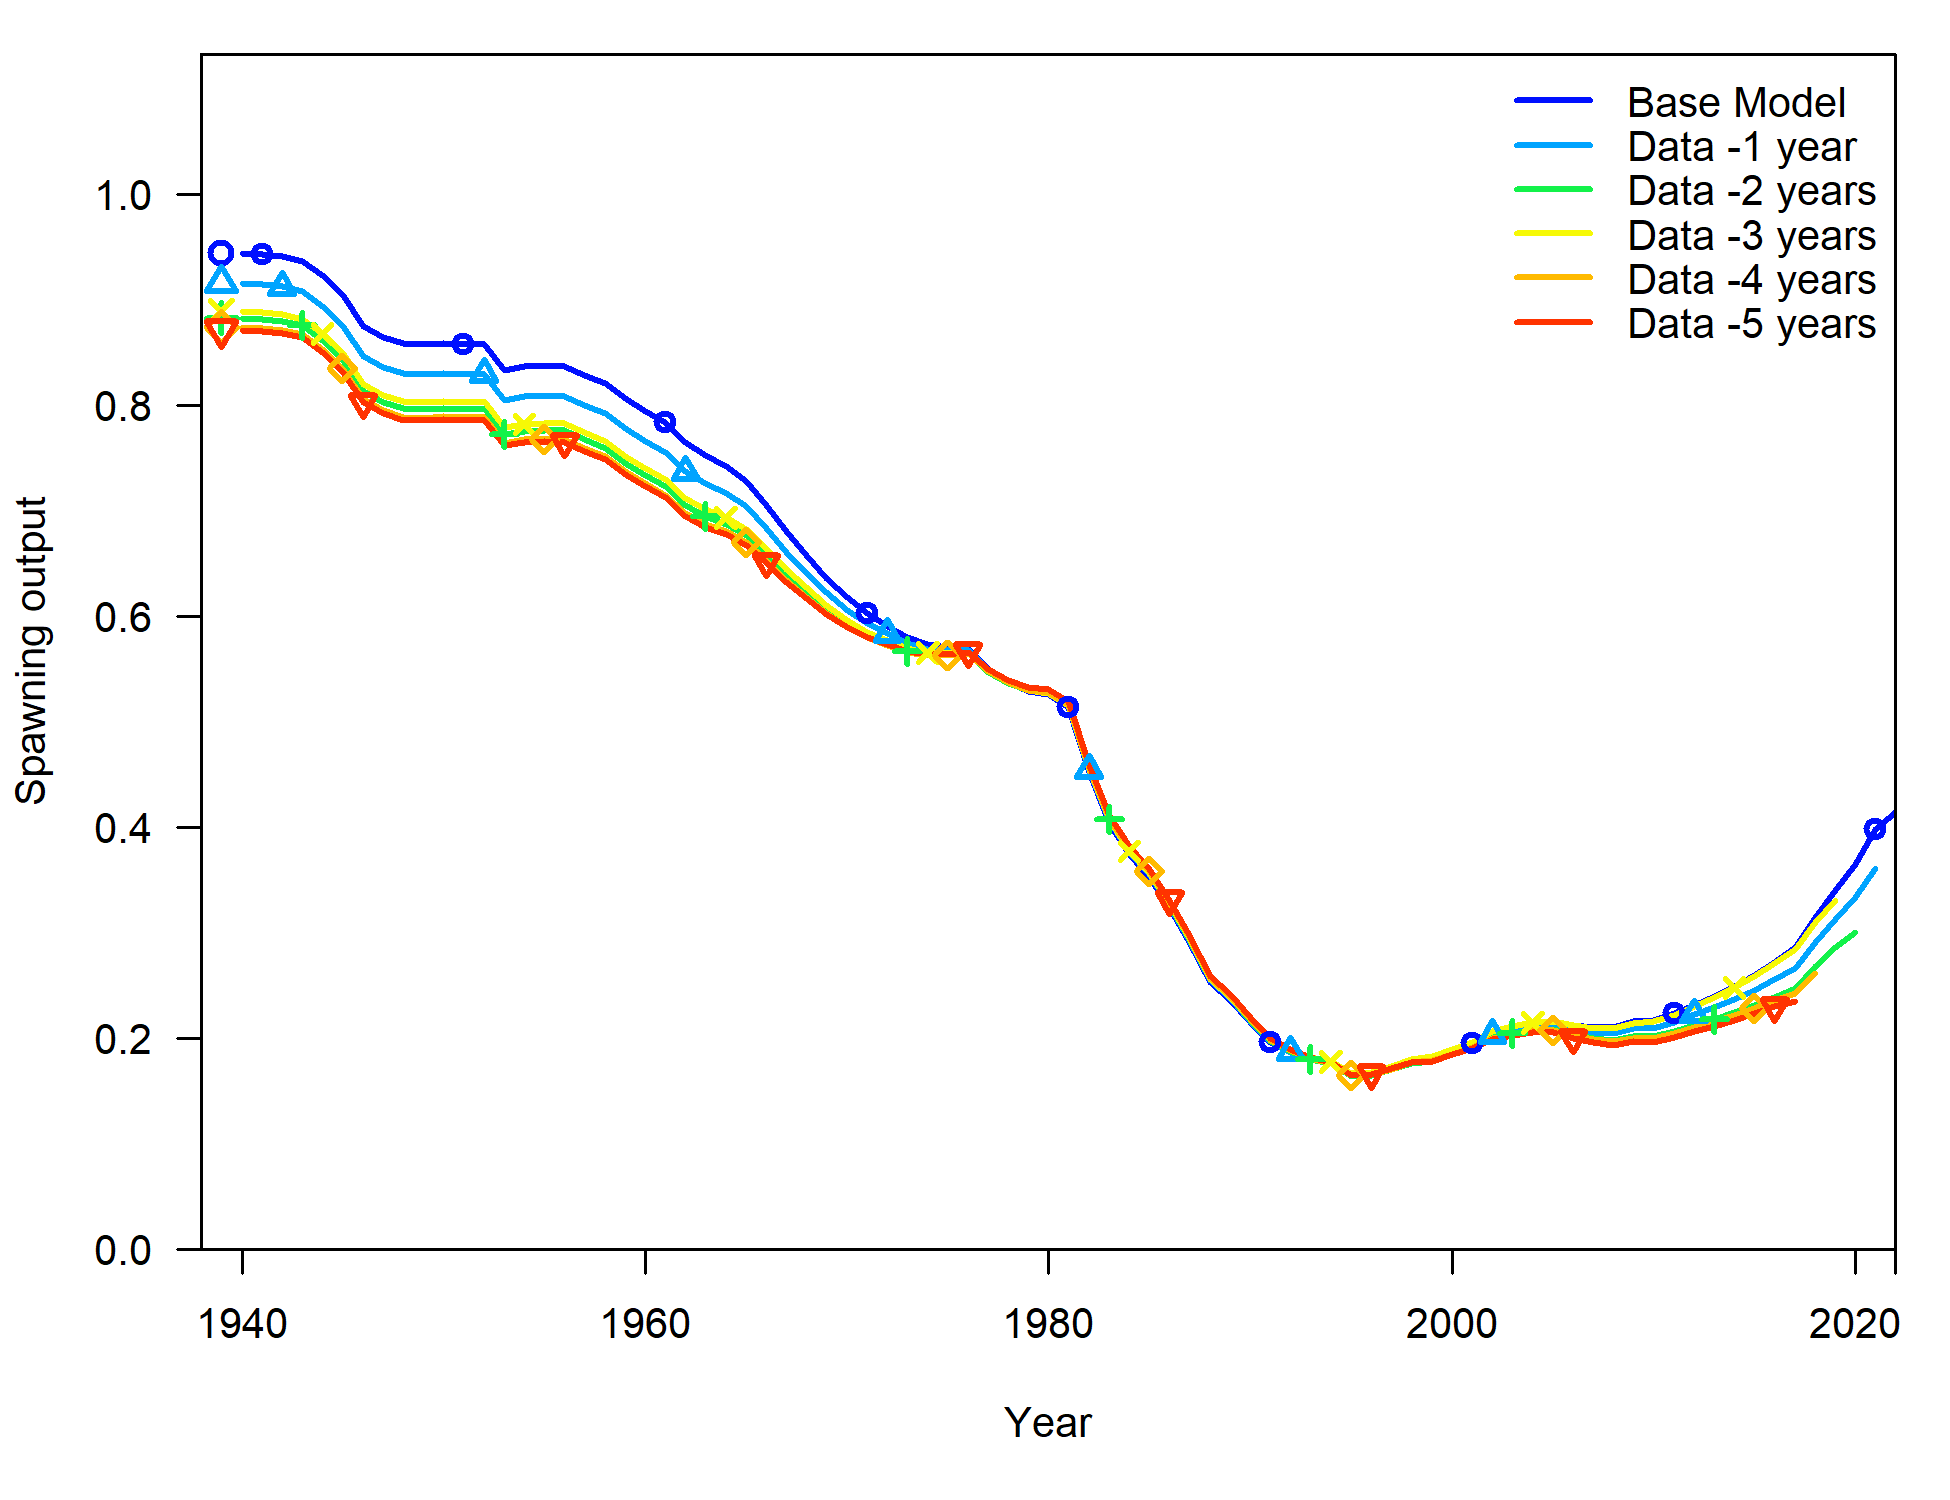 Base Model
Data -1 year
Data -2 years
Data -3 years
Data -4 years
Data -5 years
1.0
0.8
0.6
0.4
0.2
0.0
Spawning output
1940
1960
1980
2000
2020
Year